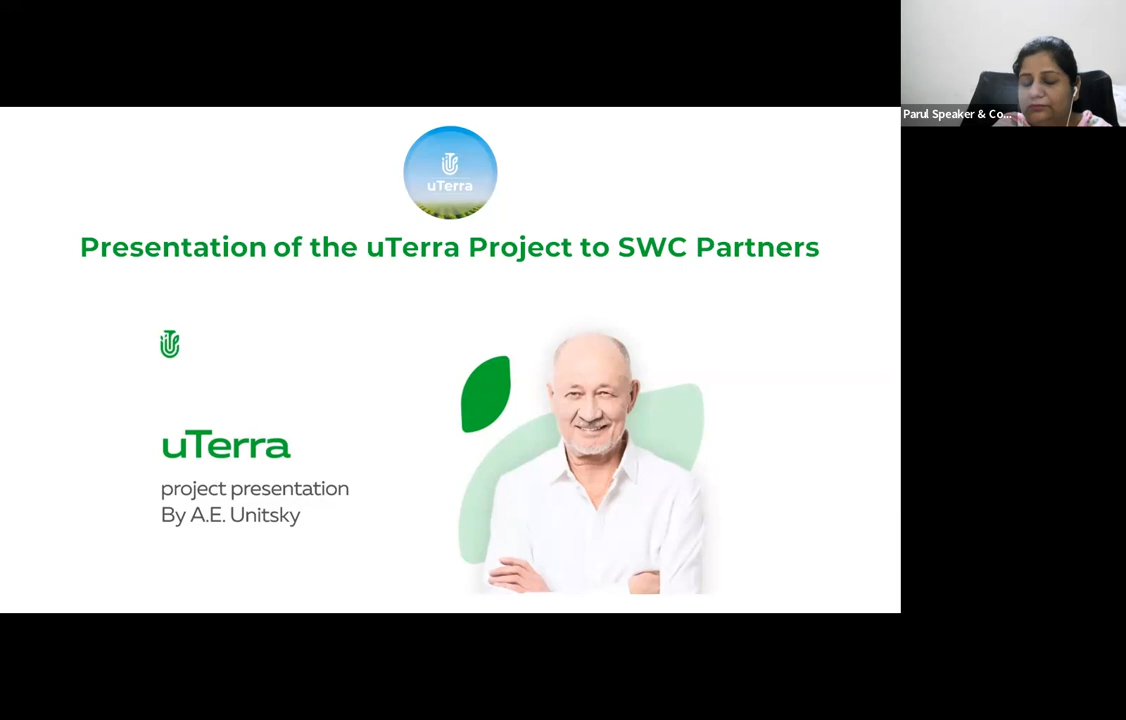 Parul Speaker & Co...
uTerra
Presentation of the uTerra Project to SWC Partners
uTerra
project presentation
By A.E. Unitsky